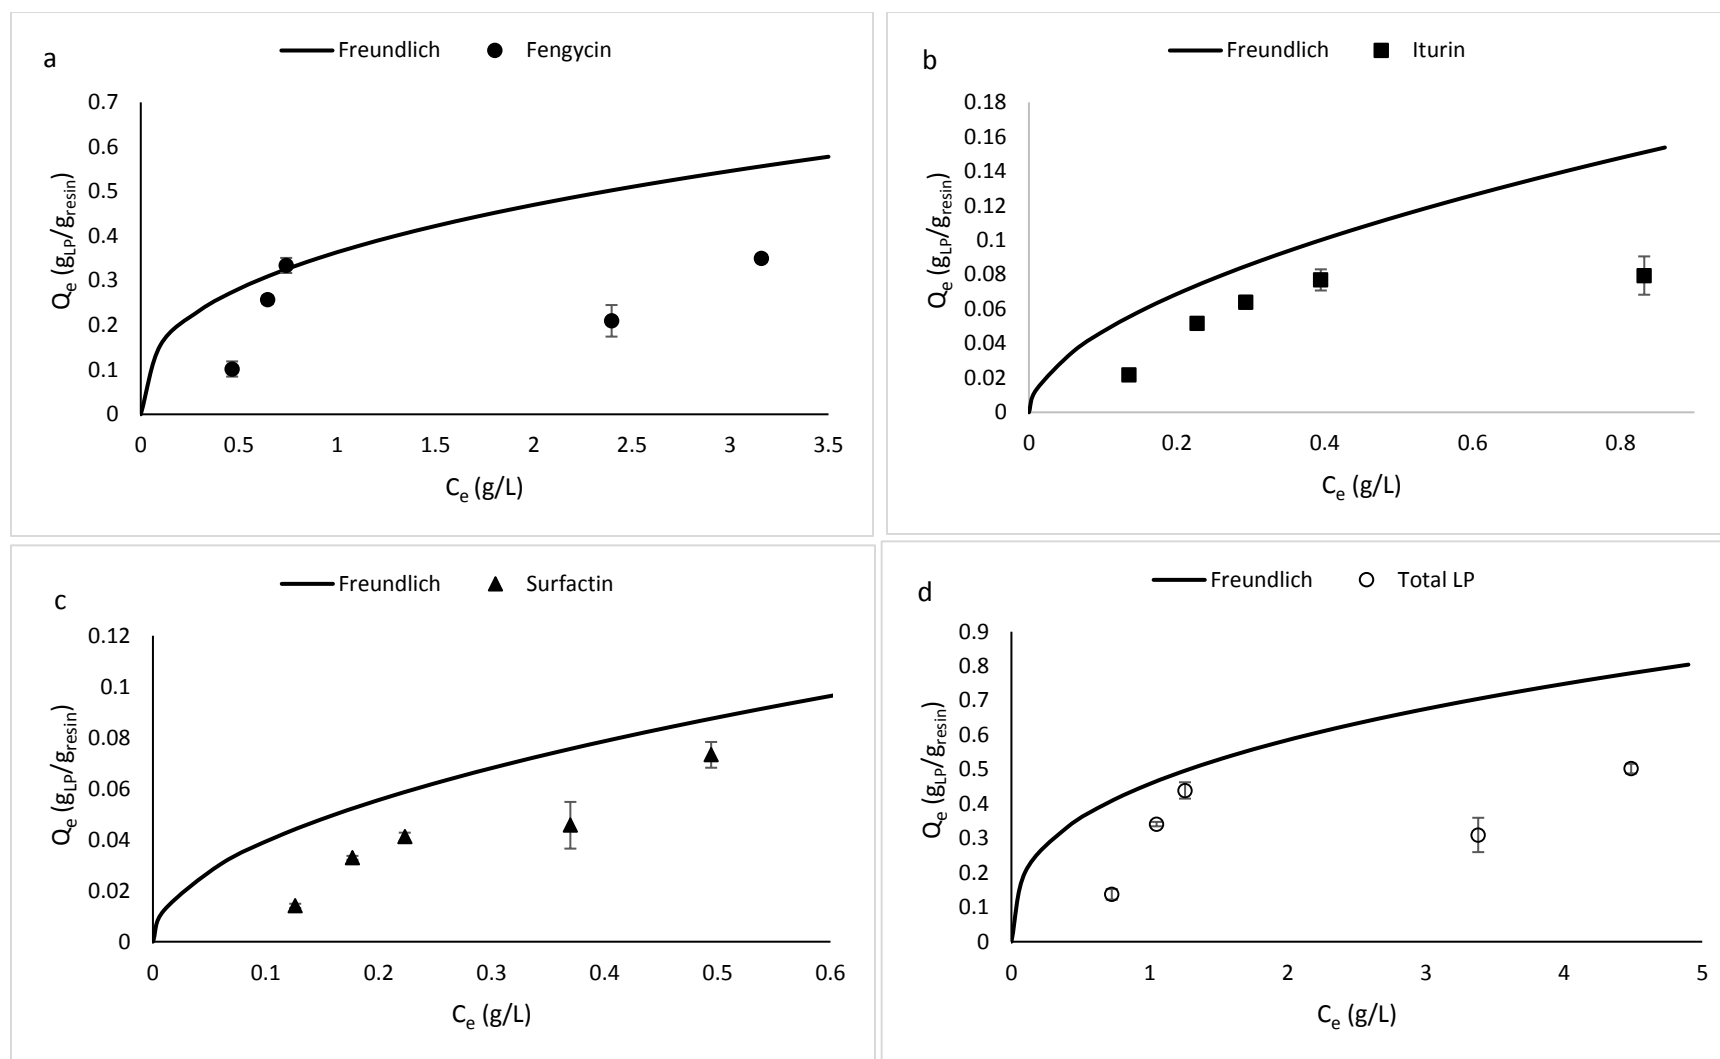 a
Freundlich Fengycin
0.7
0.6
0.5
0.4
0.3
0.2
0.1
0
Qe (gLP/gresin)
0 0.5 1 1.5 2 2.5 3 3.5
Ce (g/L)
b
Freundlich Iturin
0.18
0.16
0.14
0.12
0.1
0.08
0.06
0.04
0.02
0
Qe (gLP/gresin)
0 0.2 0.4 0.6 0.8
Ce (g/L)
c
Freundlich Surfactin
0.12
0.1
0.08
0.06
0.04
0.02
0
Qe (gLP/gresin)
0 0.1 0.2 0.3 0.4 0.5 0.6
Ce (g/L)
d
Freundlich Total LP
0.9
0.8
0.7
0.6
0.5
0.4
0.3
0.2
0.1
0
Qe (gLP/gresin)
0 1 2 3 4 5
Ce (g/L)